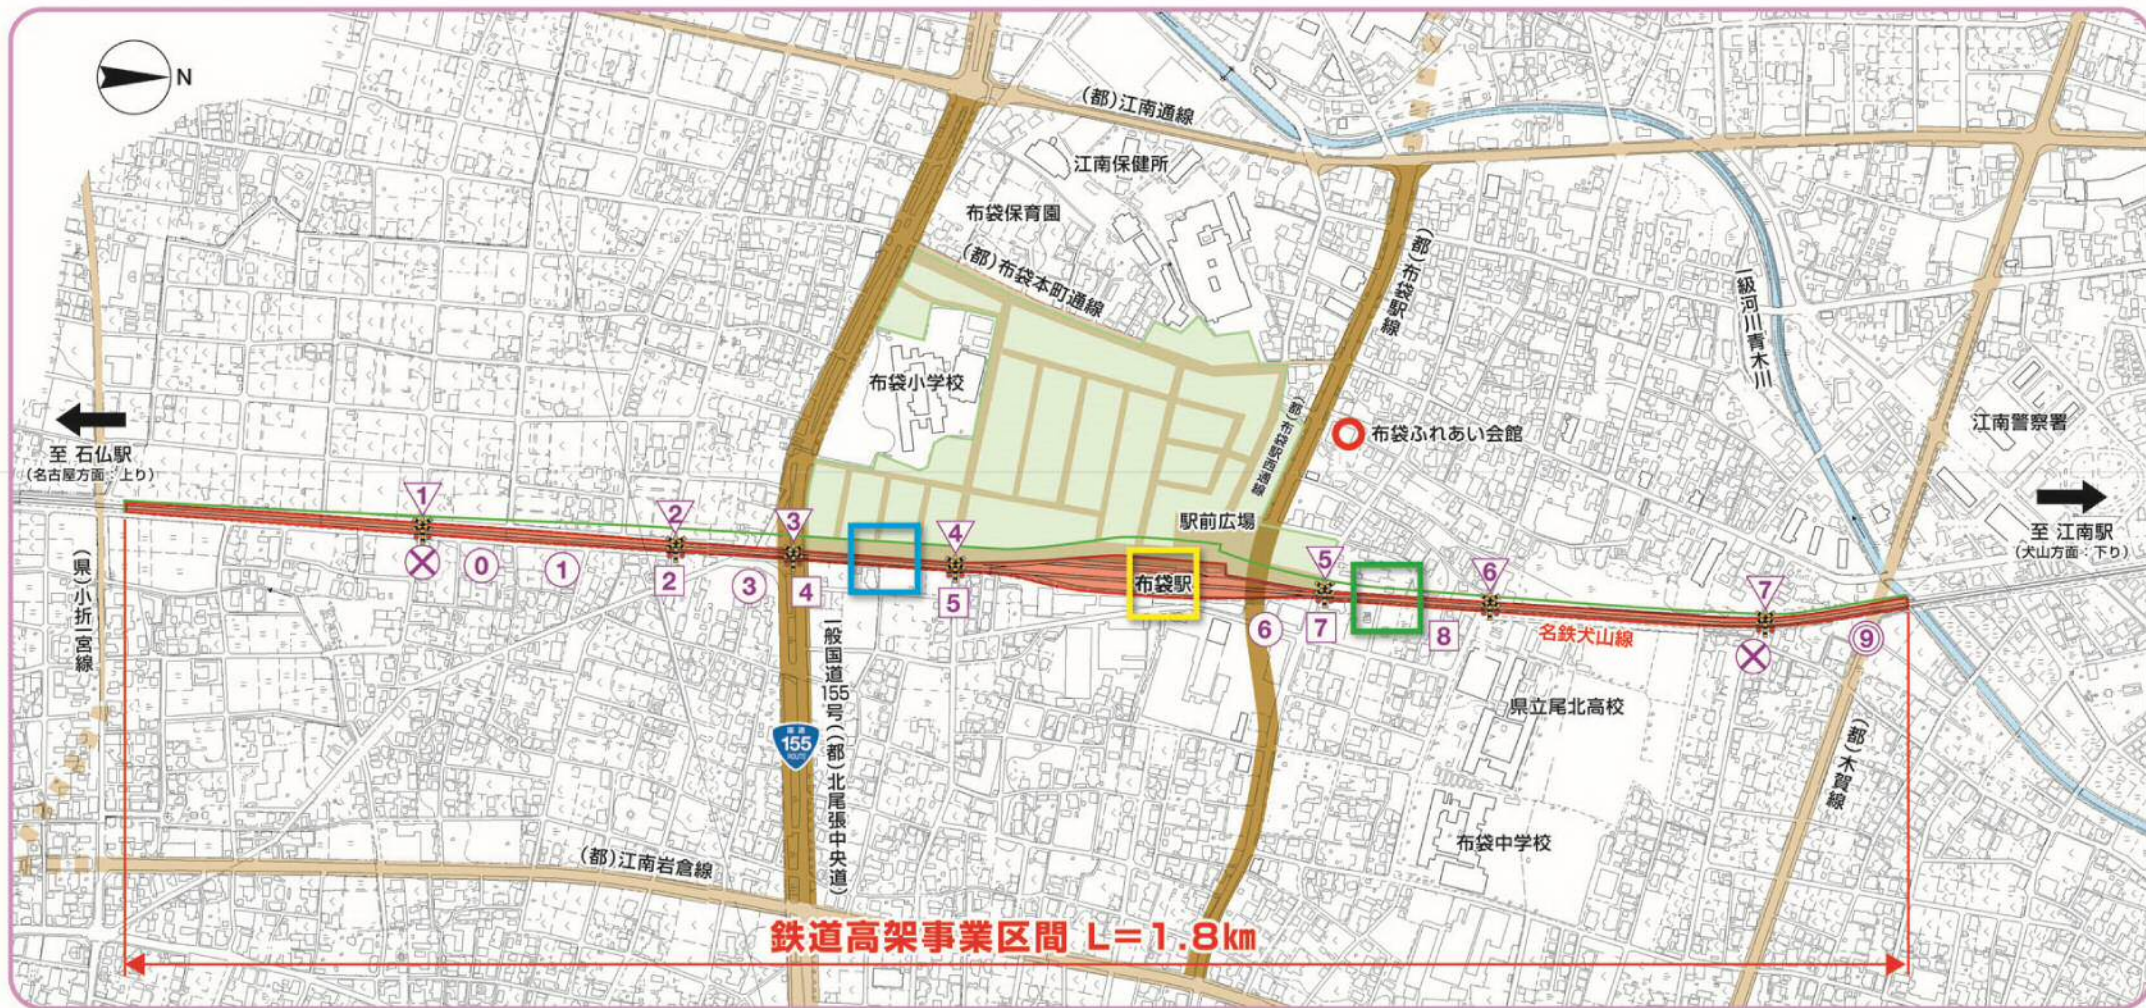 N
(都)江南通線
江南保健所
布袋保育園
(都)布袋本町通線
(都)布袋駅線
一級河川青木川
布袋小学校
(都)布袋駅西通線
布袋ふれあい会館
江南警察署
至 石仏駅
(名古屋方面:上り)
至 江南駅
(犬山方面:下り)
駅前広場
布袋駅
1
2
3
4
5
6
7
0
1
2
3
4
5
6
7
8
9
名鉄犬山線
(県)小折一宮線
国道
155
ROUTE
一般国道155号((都)北尾張中央道)
県立尾北高校
(都)木賀線
布袋中学校
(都)江南岩倉線
鉄道高架事業区間 L=1.8km